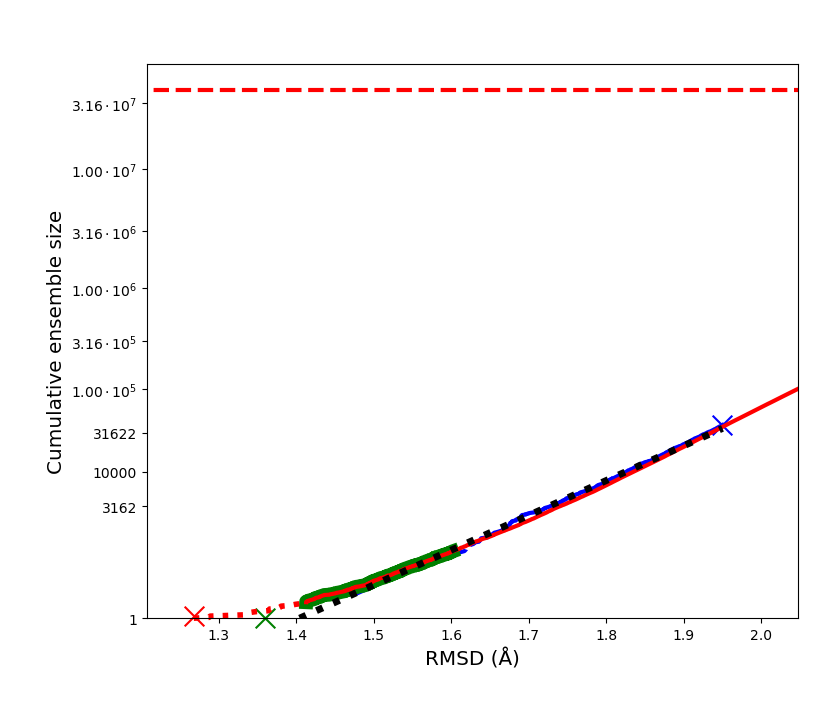 3.16 · 10⁷
1.00 · 10⁷
3.16 · 10⁶
1.00 · 10⁶
3.16 · 10⁵
1.00 · 10⁵
31622
10000
3162
1
Cumulative ensemble size
1.3 1.4 1.5 1.6 1.7 1.8 1.9 2.0
RMSD (Å)